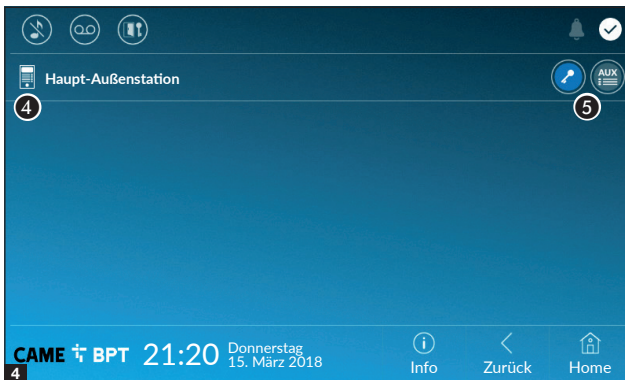 Haupt-Außenstation
AUX
4
5
CAME BPT 21:20 Donnerstag
15. März 2018
Info Zurück Home
4